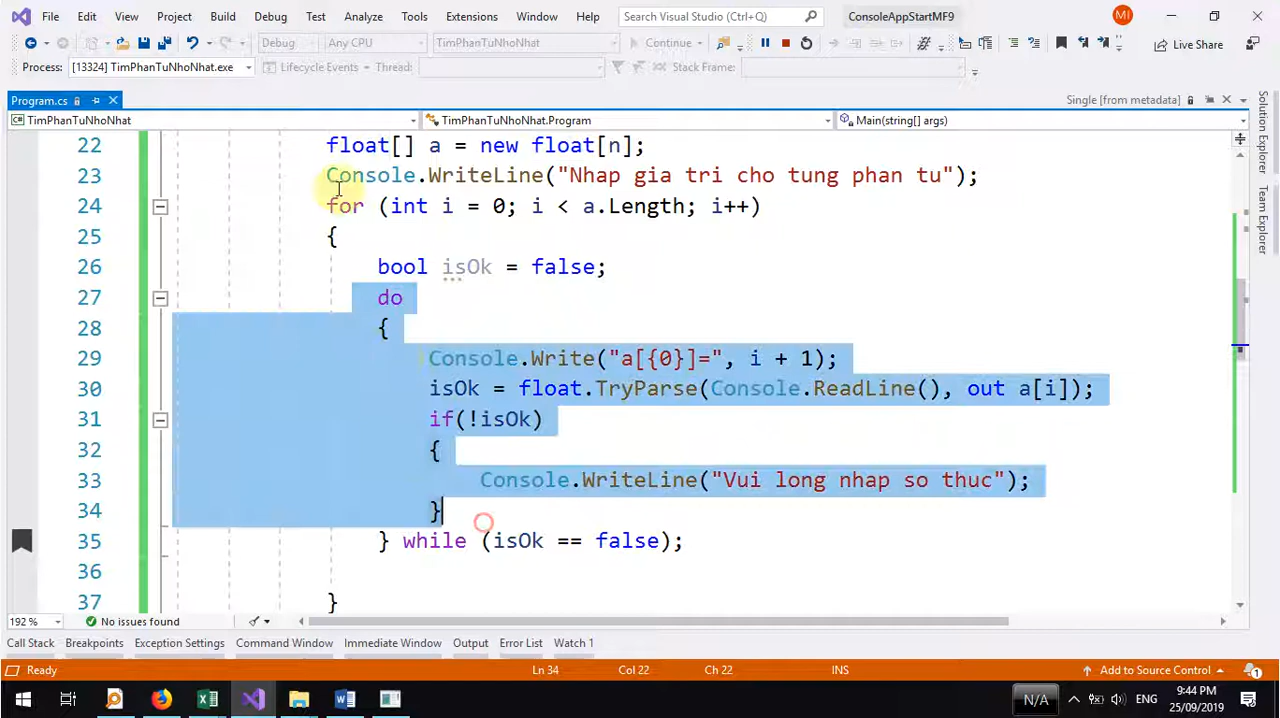 File Edit View Project Build Debug Test Analyze Extensions Window Help Search Visual Studio (Ctrl+Q) ConsoleAppStartMF9 MI
Debug Any CPU TimPhanTuNhoNhat Continue Live Share
Process: [13324] TimPhanTuNhoNhat.exe Lifecycle Events Thread: Stack Frame:
Program.cs Single [from metadata]
TimPhanTuNhoNhat TimPhanTuNhoNhat.Program Main(string[] args)
22 float[] a = new float[n];
23 Console.WriteLine("Nhap gia tri cho tung phan tu");
24 for (int i = 0; i < a.Length; i++)
25 {
26 bool isOk = false;
27 do
28 {
29 Console.Write("a[{0}]=", i + 1);
30 isOk = float.TryParse(Console.ReadLine(), out a[i]);
31 if(!isOk)
32 {
33 Console.WriteLine("Vui long nhap so thuc");
34 }
35 } while (isOk == false);
36
37 }
Solution Explorer
Team Explorer
192 % No issues found
Call Stack Breakpoints Exception Settings Command Window Immediate Window Output Error List Watch 1
Ready Ln 34 Col 22 Ch 22 INS Add to Source Control 1
N/A ENG 9:44 PM
25/09/2019